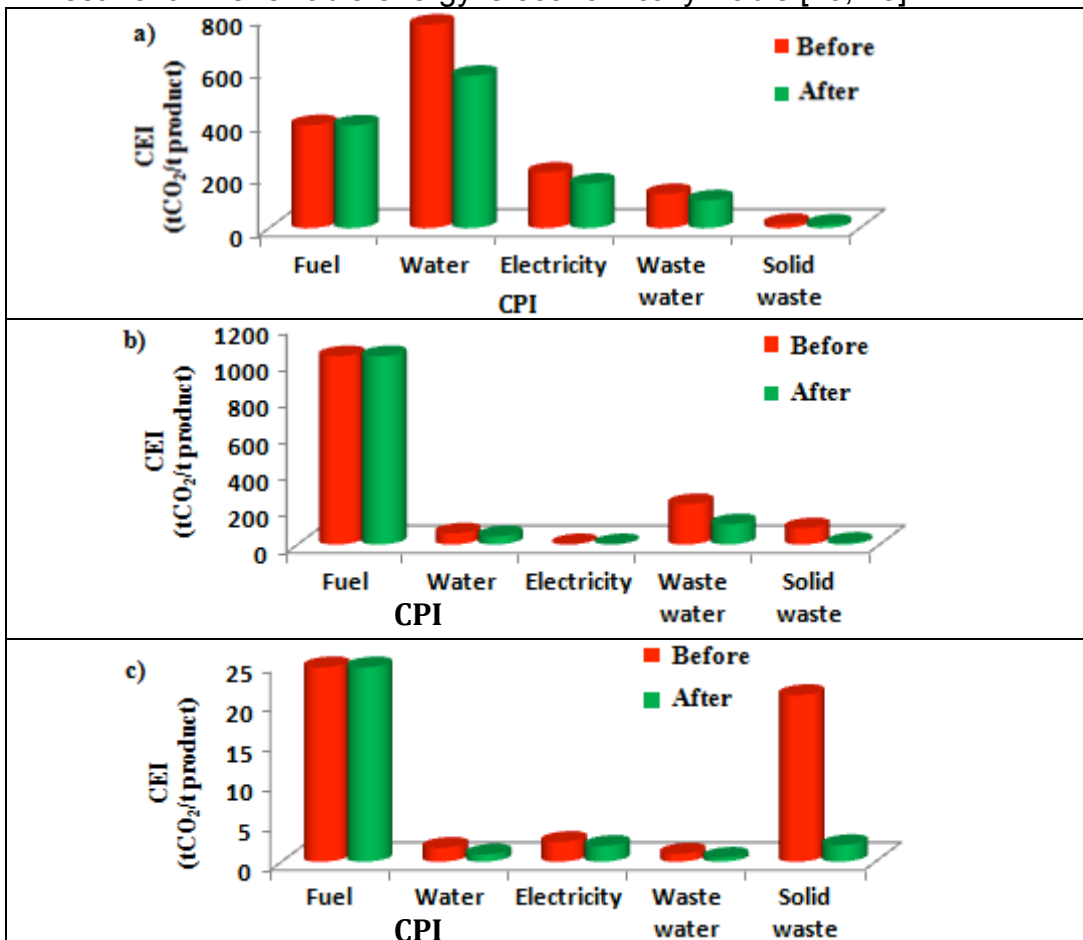 a)
800
600
400
200
0
CEI
(tCO₂/t product)
Before
After
Fuel Water Electricity Waste water Solid waste
CPI
b)
1200
1000
800
600
400
200
0
CEI
(tCO₂/t product)
Before
After
Fuel Water Electricity Waste water Solid waste
CPI
c)
25
20
15
10
5
0
CEI
(tCO₂/t product)
Before
After
Fuel Water Electricity Waste water Solid waste
CPI